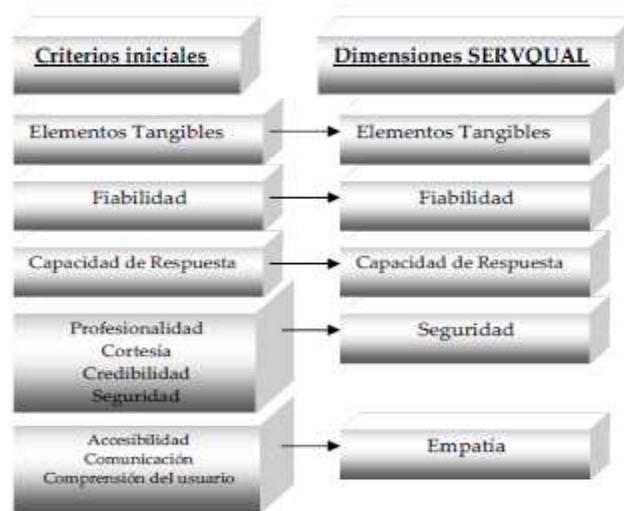 Criterios iniciales
Dimensiones SERVQUAL
Elementos Tangibles
Elementos Tangibles
Fiabilidad
Fiabilidad
Capacidad de Respuesta
Capacidad de Respuesta
Profesionalidad
Cortesía
Credibilidad
Seguridad
Seguridad
Accesibilidad
Comunicación
Comprensión del usuario
Empatía